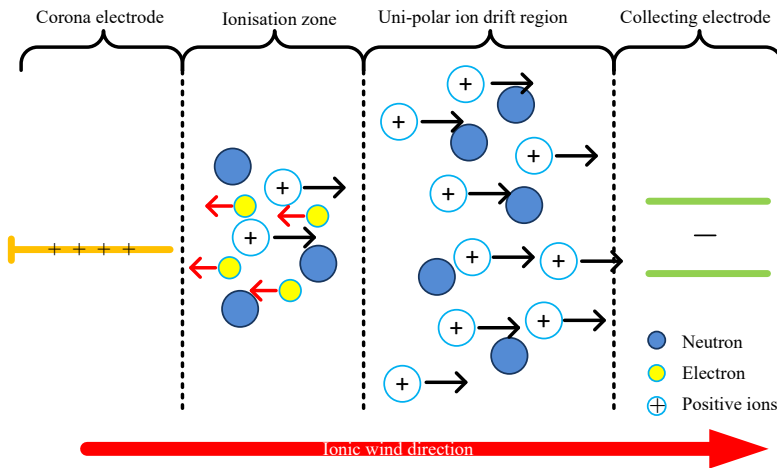 Corona electrode
Ionisation zone
Uni-polar ion drift region
Collecting electrode
+ + + +
—
Neutron
Electron
Positive ions
Ionic wind direction